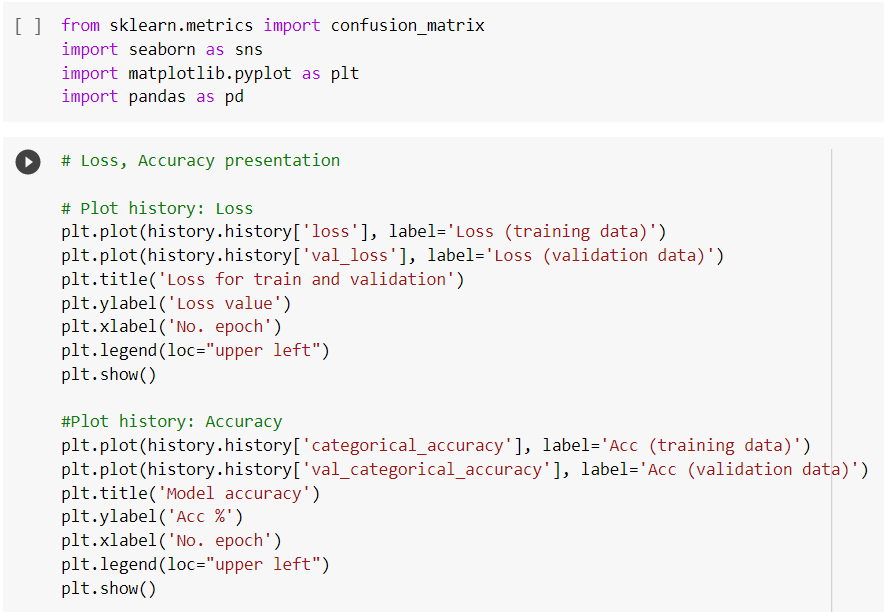 [ ] from sklearn.metrics import confusion_matrix
import seaborn as sns
import matplotlib.pyplot as plt
import pandas as pd
# Loss, Accuracy presentation
# Plot history: Loss
plt.plot(history.history['loss'], label='Loss (training data)')
plt.plot(history.history['val_loss'], label='Loss (validation data)')
plt.title('Loss for train and validation')
plt.ylabel('Loss value')
plt.xlabel('No. epoch')
plt.legend(loc="upper left")
plt.show()
#Plot history: Accuracy
plt.plot(history.history['categorical_accuracy'], label='Acc (training data)')
plt.plot(history.history['val_categorical_accuracy'], label='Acc (validation data)')
plt.title('Model accuracy')
plt.ylabel('Acc %')
plt.xlabel('No. epoch')
plt.legend(loc="upper left")
plt.show()